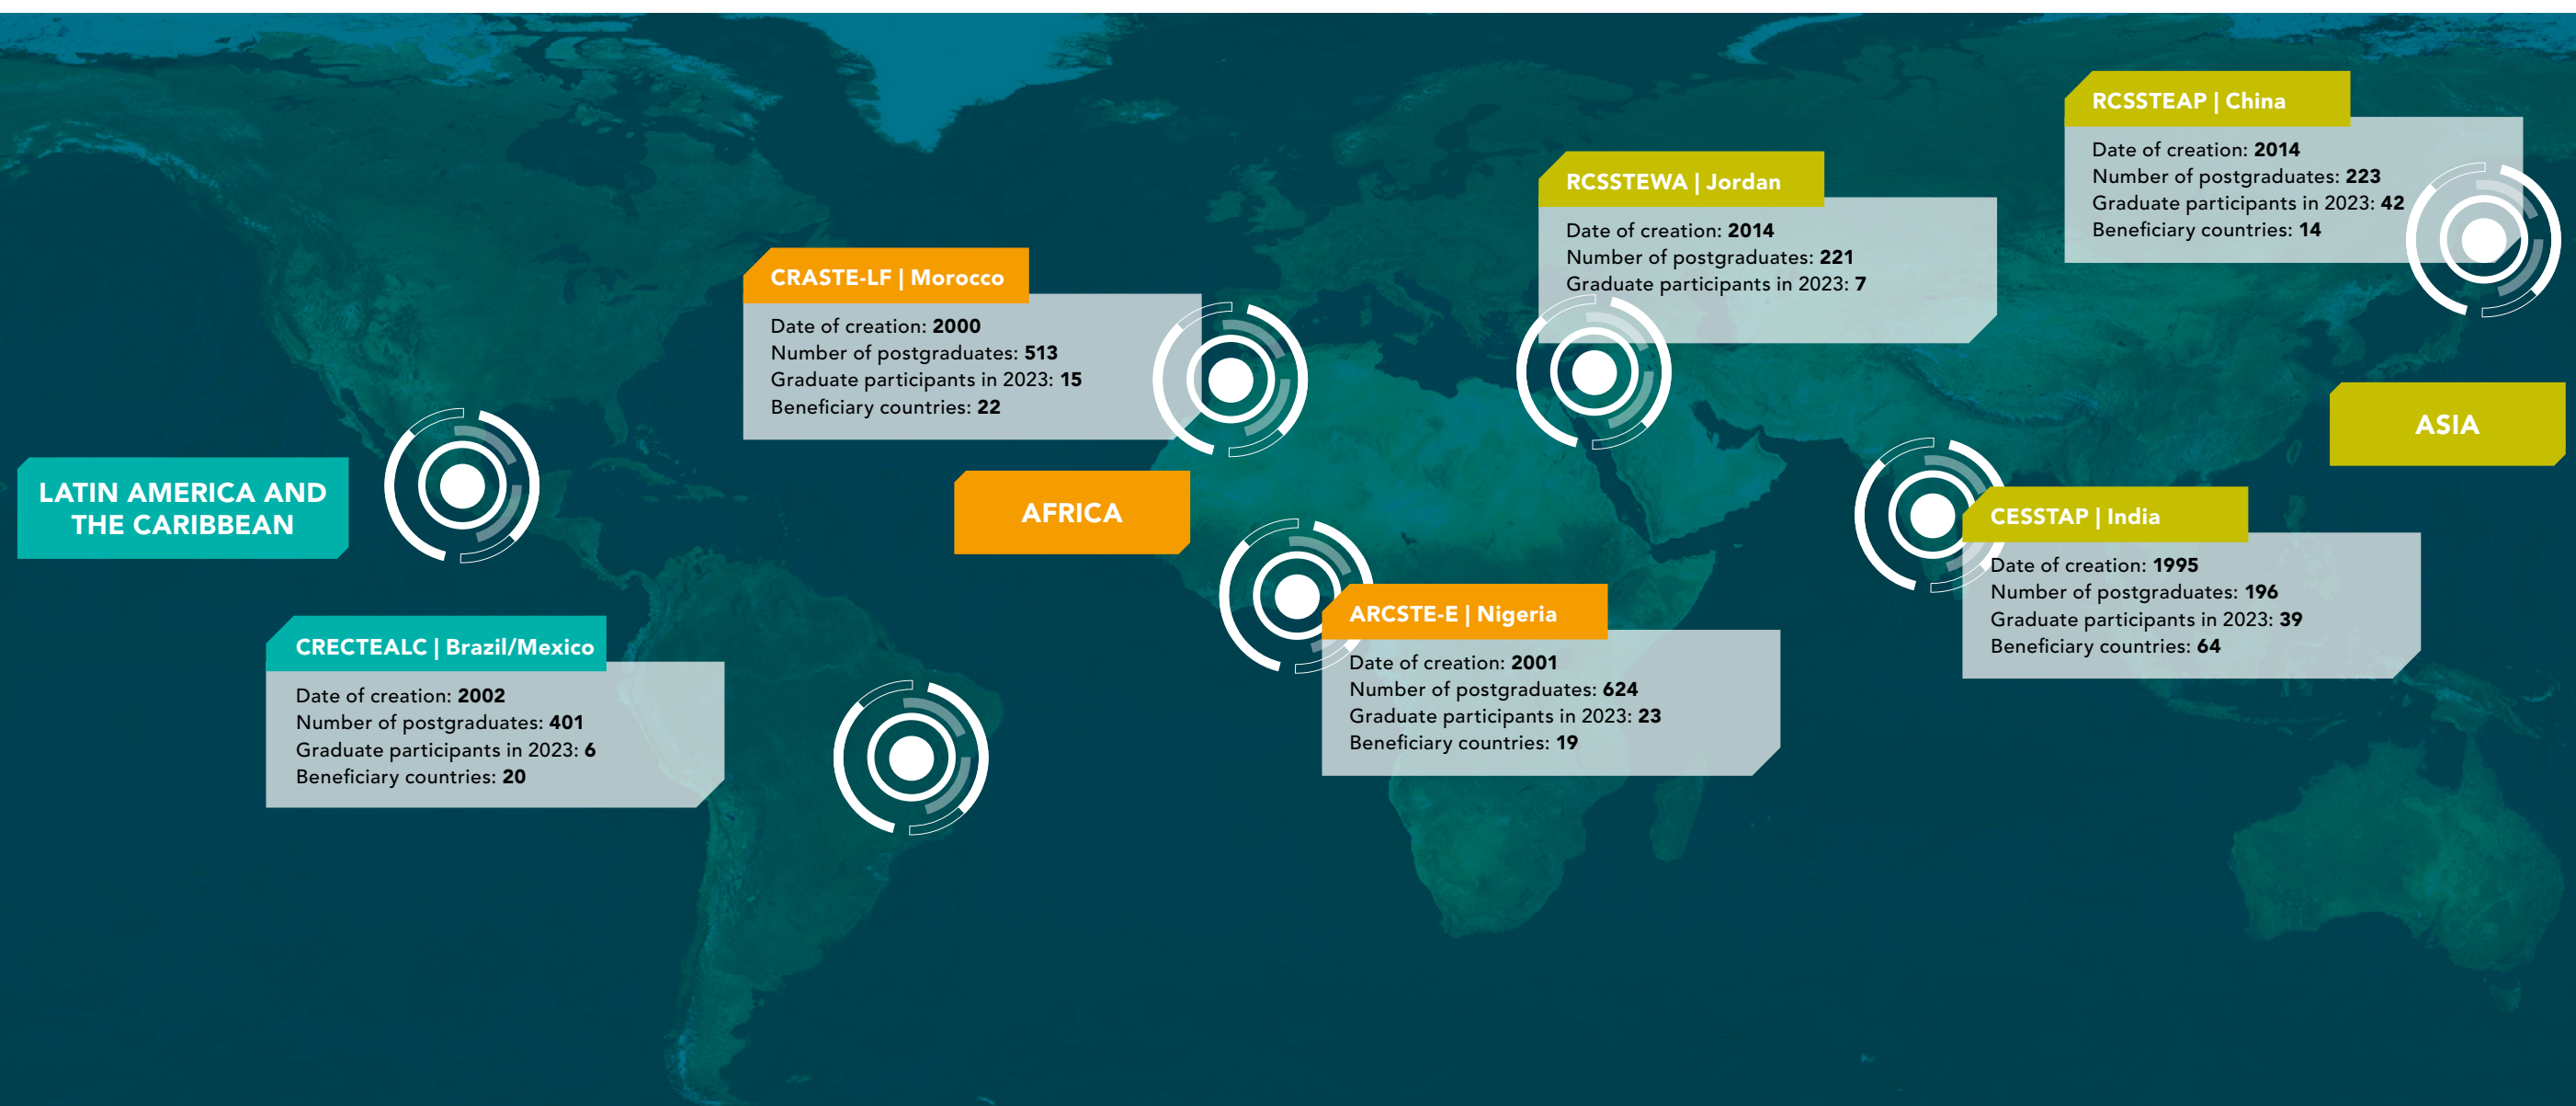 LATIN AMERICA AND
THE CARIBBEAN
CRECTEALC | Brazil/Mexico
Date of creation: 2002
Number of postgraduates: 401
Graduate participants in 2023: 6
Beneficiary countries: 20
CRASTE-LF | Morocco
Date of creation: 2000
Number of postgraduates: 513
Graduate participants in 2023: 15
Beneficiary countries: 22
AFRICA
ARCSTE-E | Nigeria
Date of creation: 2001
Number of postgraduates: 624
Graduate participants in 2023: 23
Beneficiary countries: 19
RCSSTEWA | Jordan
Date of creation: 2014
Number of postgraduates: 221
Graduate participants in 2023: 7
RCSSTEAP | China
Date of creation: 2014
Number of postgraduates: 223
Graduate participants in 2023: 42
Beneficiary countries: 14
ASIA
CESSTAP | India
Date of creation: 1995
Number of postgraduates: 196
Graduate participants in 2023: 39
Beneficiary countries: 64